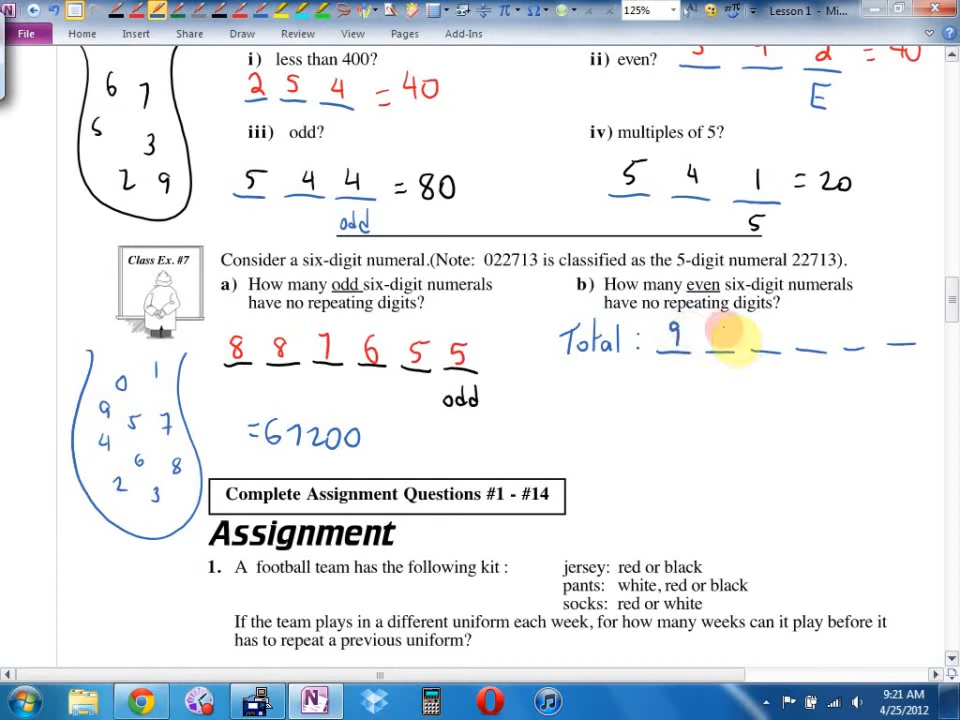 125%
Lesson 1 - Mi...
File Home Insert Share Draw Review View Pages Add-Ins
i) less than 400?
ii) even?
2 5 4 = 40
= 40
E
6 7
5 3
2 9
iii) odd?
iv) multiples of 5?
5 4 4 = 80
odd
5 4 1 = 20
5
Class Ex. #7
Consider a six-digit numeral.(Note: 022713 is classified as the 5-digit numeral 22713).
a) How many odd six-digit numerals
have no repeating digits?
b) How many even six-digit numerals
have no repeating digits?
8 8 7 6 5 5
odd
Total : 9
= 67200
0 1
9 5 7
4 6 8
2 3
Complete Assignment Questions #1 - #14
Assignment
1. A football team has the following kit :
jersey: red or black
pants: white, red or black
socks: red or white
If the team plays in a different uniform each week, for how many weeks can it play before it
has to repeat a previous uniform?
9:21 AM
4/25/2012